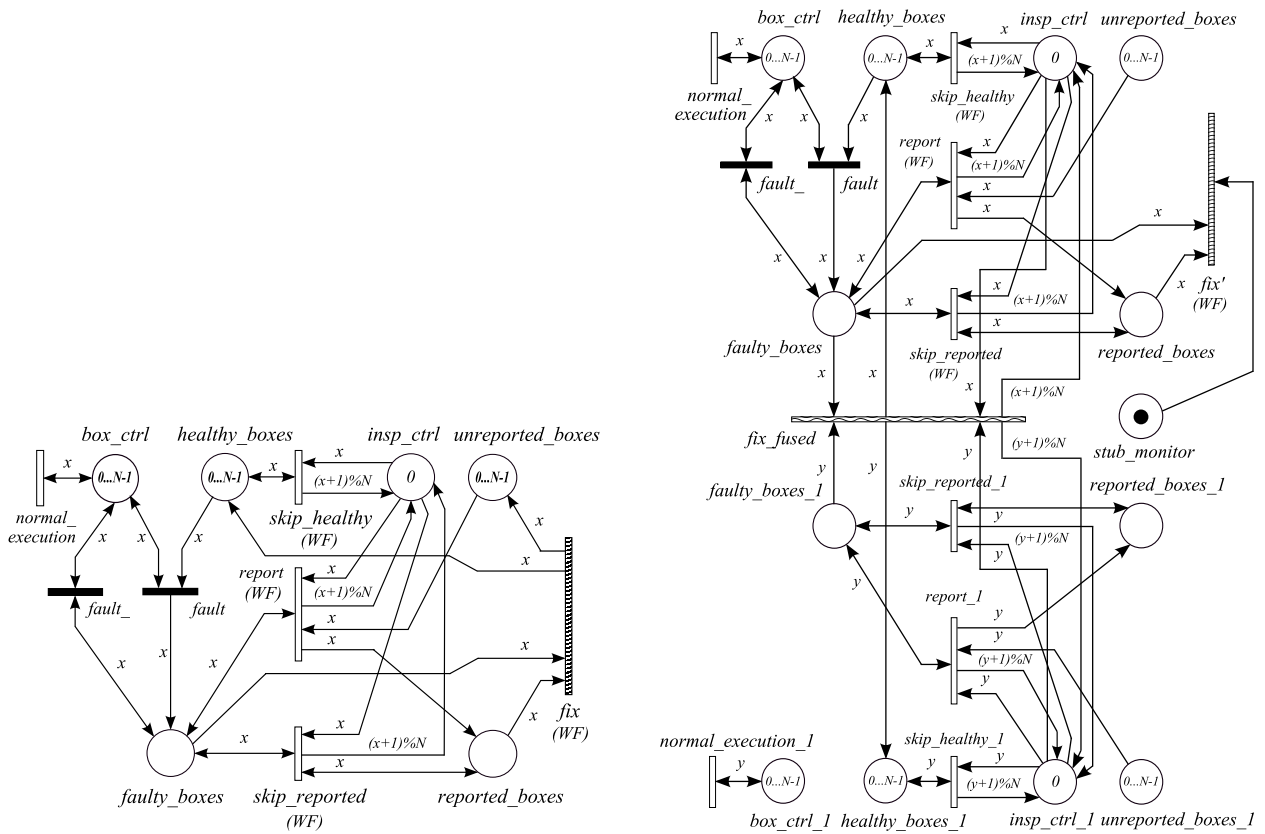 box_ctrl healthy_boxes insp_ctrl unreported_boxes
x 0...N-1 0...N-1 x x 0 0...N-1
(x+1)%N
normal_
execution
skip_healthy
(WF)
x x x
report
(WF)
x
(x+1)%N
x
x
fault_ fault
x
x x x
fix'
(WF)
x
x
(x+1)%N
x
faulty_boxes
skip_reported
(WF)
reported_boxes
x x x
(x+1)%N
fix_fused
stub_monitor
(y+1)%N
y y y
faulty_boxes_1
skip_reported_1
reported_boxes_1
y
(y+1)%N
y
y
report_1
y
y
(y+1)%N
y
normal_execution_1
skip_healthy_1
y 0...N-1 0...N-1 y y 0 0...N-1
(y+1)%N
box_ctrl_1 healthy_boxes_1 insp_ctrl_1 unreported_boxes_1
box_ctrl healthy_boxes insp_ctrl unreported_boxes
x 0...N-1 0...N-1 x x 0 0...N-1
(x+1)%N
normal_
execution
skip_healthy
(WF)
x x x x
x
report
(WF)
x
(x+1)%N
x
x
fault_ fault
x x x x
x
fix
(WF)
x
x
(x+1)%N
x
faulty_boxes
skip_reported
(WF)
reported_boxes